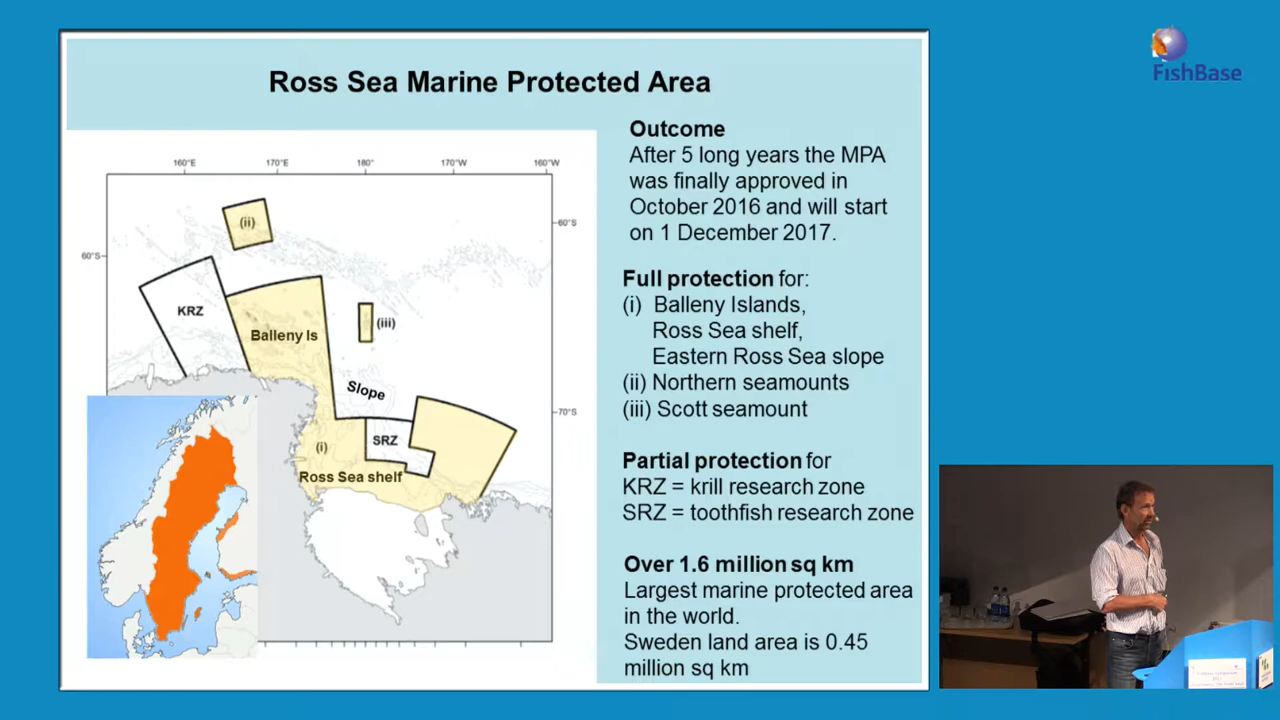 Ross Sea Marine Protected Area
FishBase
Outcome
After 5 long years the MPA
was finally approved in
October 2016 and will start
on 1 December 2017.
Full protection for:
(i) Balleny Islands,
Ross Sea shelf,
Eastern Ross Sea slope
(ii) Northern seamounts
(iii) Scott seamount
Partial protection for
KRZ = krill research zone
SRZ = toothfish research zone
Over 1.6 million sq km
Largest marine protected area
in the world.
Sweden land area is 0.45
million sq km
160°E 170°E 180° 170°W 160°W
60°S
60°S
70°S
(ii)
KRZ
Balleny Is
(iii)
Slope
SRZ
(i)
Ross Sea shelf